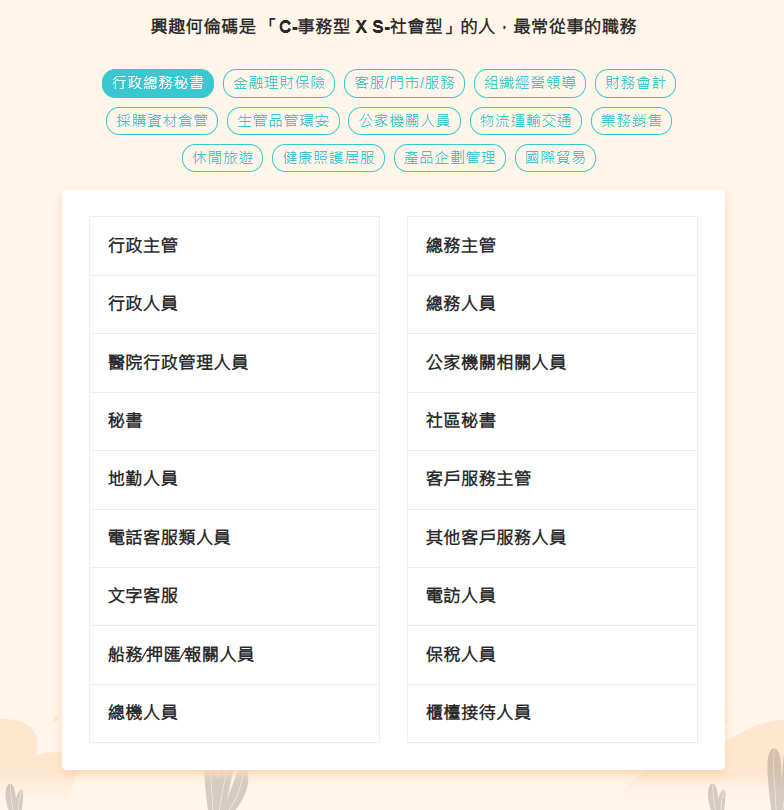 興趣何倫碼是「C-事務型 X S-社會型」的人，最常從事的職務
行政總務秘書 金融理財保險 客服/門市/服務 組織經營領導 財務會計
採購資材倉管 生管品管環安 公家機關人員 物流運輸交通 業務銷售
休閒旅遊 健康照護居服 產品企劃管理 國際貿易
行政主管 總務主管
行政人員 總務人員
醫院行政管理人員 公家機關相關人員
秘書 社區秘書
地勤人員 客戶服務主管
電話客服類人員 其他客戶服務人員
文字客服 電訪人員
船務/押匯/報關人員 保稅人員
總機人員 櫃檯接待人員